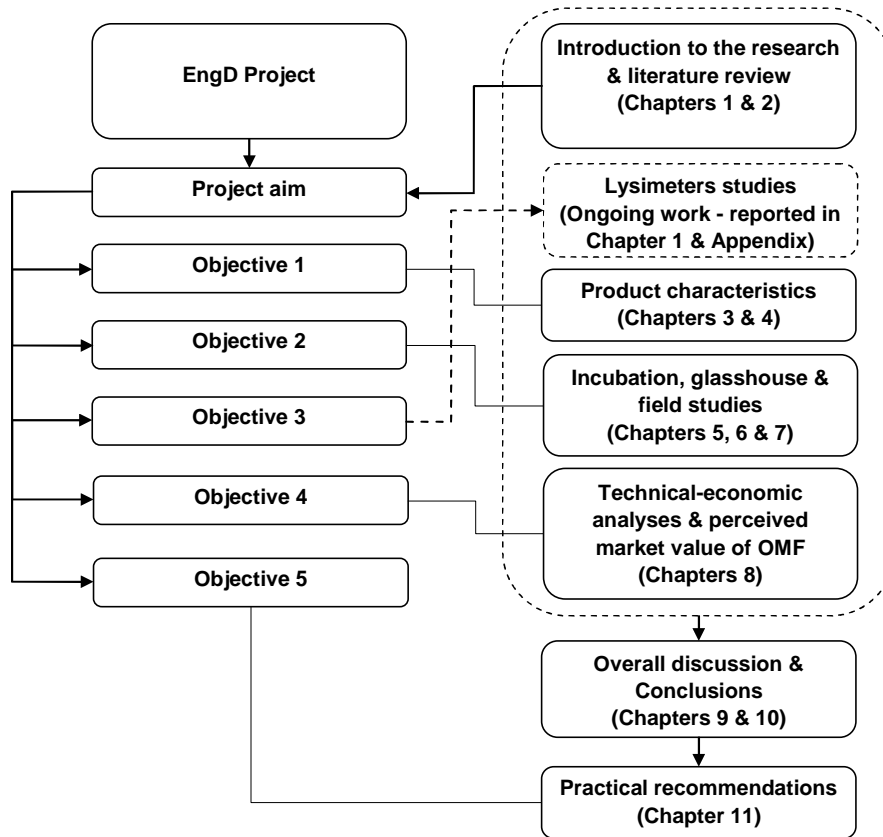 EngD Project
Project aim
Objective 1
Objective 2
Objective 3
Objective 4
Objective 5
Introduction to the research
& literature review
(Chapters 1 & 2)
Lysimeters studies
(Ongoing work - reported in
Chapter 1 & Appendix)
Product characteristics
(Chapters 3 & 4)
Incubation, glasshouse &
field studies
(Chapters 5, 6 & 7)
Technical-economic
analyses & perceived
market value of OMF
(Chapters 8)
Overall discussion &
Conclusions
(Chapters 9 & 10)
Practical recommendations
(Chapter 11)